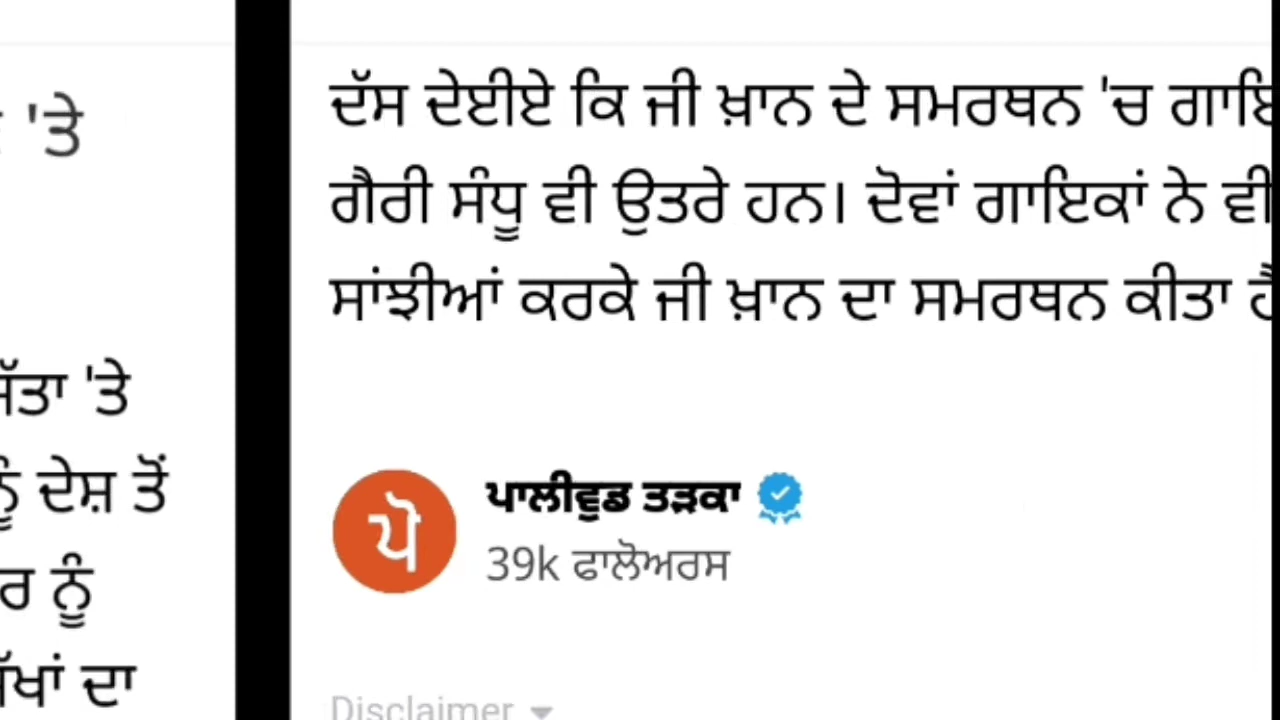 'ਤੇ
'ਤੇ
ਦੇਸ਼ ਤੋਂ
ਨੂੰ
ਦਾ
ਦੱਸ ਦੇਈਏ ਕਿ ਜੀ ਖ਼ਾਨ ਦੇ ਸਮਰਥਨ 'ਚ
ਗੈਰੀ ਸੰਧੂ ਵੀ ਉਤਰੇ ਹਨ। ਦੋਵਾਂ ਗਾਇਕਾਂ ਨੇ
ਸਾਂਝੀਆਂ ਕਰਕੇ ਜੀ ਖ਼ਾਨ ਦਾ ਸਮਰਥਨ ਕੀਤਾ
ਪੋ
ਪਾਲੀਵੁਡ ਤੜਕਾ
39k ਫਾਲੋਅਰਸ
Disclaimer